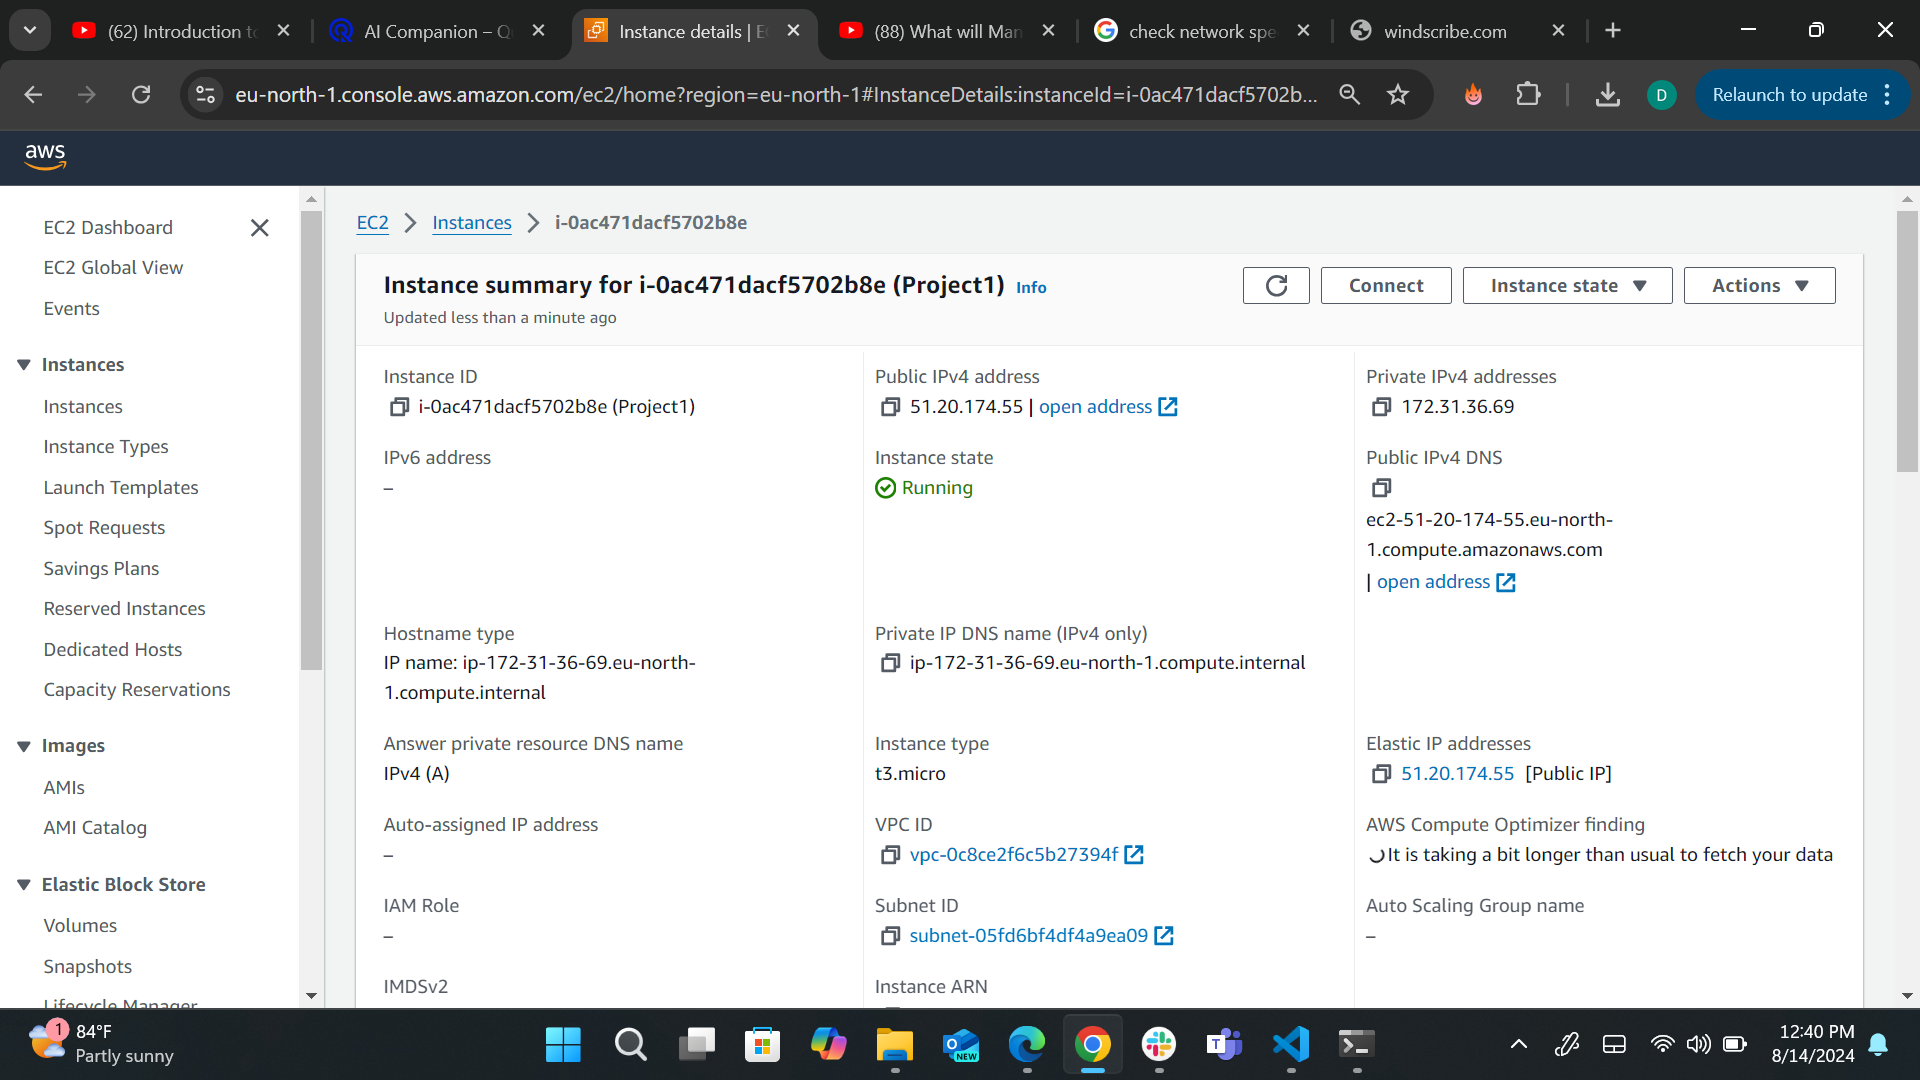 (62) Introduction to
AI Companion – Q
Instance details | E
(88) What will Man
check network spe
windscribe.com
eu-north-1.console.aws.amazon.com/ec2/home?region=eu-north-1#InstanceDetails:instanceId=i-0ac471dacf5702b...
D
Relaunch to update
aws
EC2 Dashboard
EC2 Global View
Events
Instances
Instances
Instance Types
Launch Templates
Spot Requests
Savings Plans
Reserved Instances
Dedicated Hosts
Capacity Reservations
Images
AMIs
AMI Catalog
Elastic Block Store
Volumes
Snapshots
Lifecycle Manager
EC2 > Instances > i-0ac471dacf5702b8e
Instance summary for i-0ac471dacf5702b8e (Project1) Info
Updated less than a minute ago
Connect
Instance state
Actions
Instance ID
i-0ac471dacf5702b8e (Project1)
Public IPv4 address
51.20.174.55 | open address
Private IPv4 addresses
172.31.36.69
IPv6 address
–
Instance state
Running
Public IPv4 DNS
ec2-51-20-174-55.eu-north-
1.compute.amazonaws.com
| open address
Hostname type
IP name: ip-172-31-36-69.eu-north-
1.compute.internal
Private IP DNS name (IPv4 only)
ip-172-31-36-69.eu-north-1.compute.internal
Answer private resource DNS name
IPv4 (A)
Instance type
t3.micro
Elastic IP addresses
51.20.174.55 [Public IP]
Auto-assigned IP address
–
VPC ID
vpc-0c8ce2f6c5b27394f
AWS Compute Optimizer finding
It is taking a bit longer than usual to fetch your data
IAM Role
–
Subnet ID
subnet-05fd6bf4df4a9ea09
Auto Scaling Group name
–
IMDSv2
Instance ARN
1
84°F
Partly sunny
NEW
12:40 PM
8/14/2024